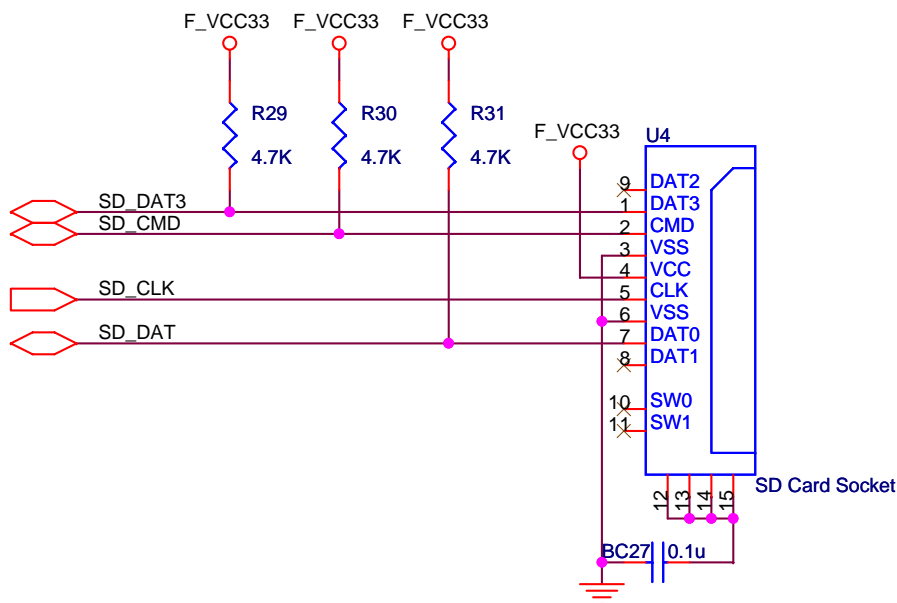 F_VCC33 F_VCC33 F_VCC33
R29 R30 R31
4.7K 4.7K 4.7K
F_VCC33
U4
9 DAT2
SD_DAT3 1 DAT3
SD_CMD 2 CMD
3 VSS
4 VCC
SD_CLK 5 CLK
6 VSS
SD_DAT 7 DAT0
8 DAT1
10 SW0
11 SW1
12 13 14 15
SD Card Socket
BC27 0.1u